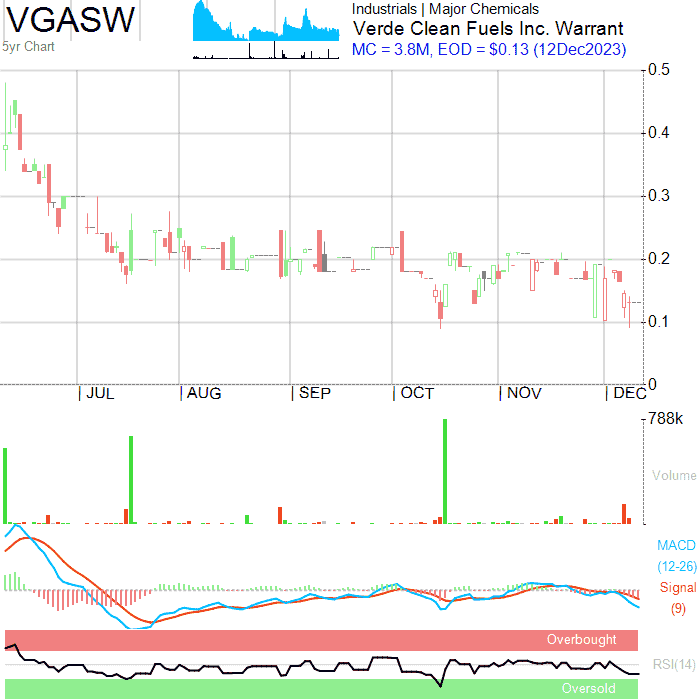 VGASW
5yr Chart
Industrials | Major Chemicals
Verde Clean Fuels Inc. Warrant
MC = 3.8M, EOD = $0.13 (12Dec2023)
0.5
0.4
0.3
0.2
0.1
0
JUL AUG SEP OCT NOV DEC
788k
Volume
MACD
(12-26)
Signal
(9)
Overbought
RSI(14)
Oversold